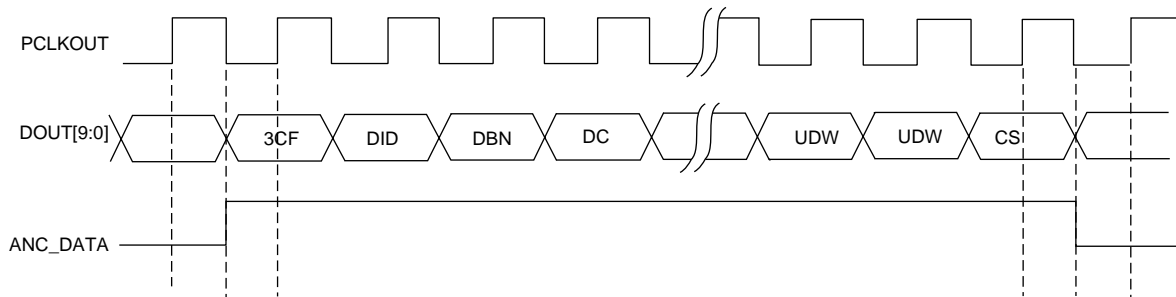 PCLKOUT
DOUT[9:0] 3CF DID DBN DC UDW UDW CS
ANC_DATA